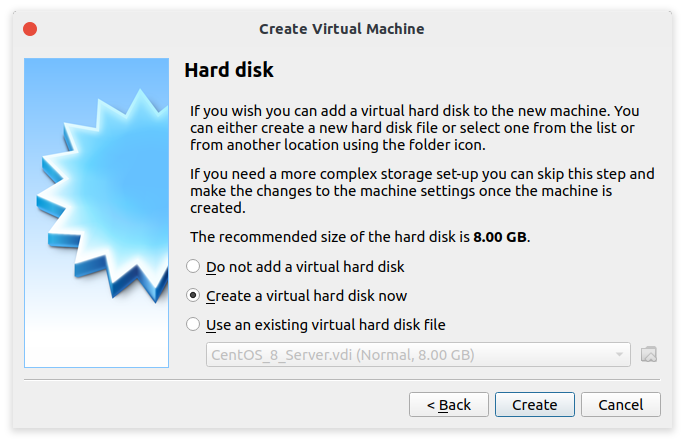 Create Virtual Machine
Hard disk
If you wish you can add a virtual hard disk to the new machine. You
can either create a new hard disk file or select one from the list or
from another location using the folder icon.
If you need a more complex storage set-up you can skip this step and
make the changes to the machine settings once the machine is
created.
The recommended size of the hard disk is 8.00 GB.
Do not add a virtual hard disk
Create a virtual hard disk now
Use an existing virtual hard disk file
CentOS_8_Server.vdi (Normal, 8.00 GB)
< Back
Create
Cancel